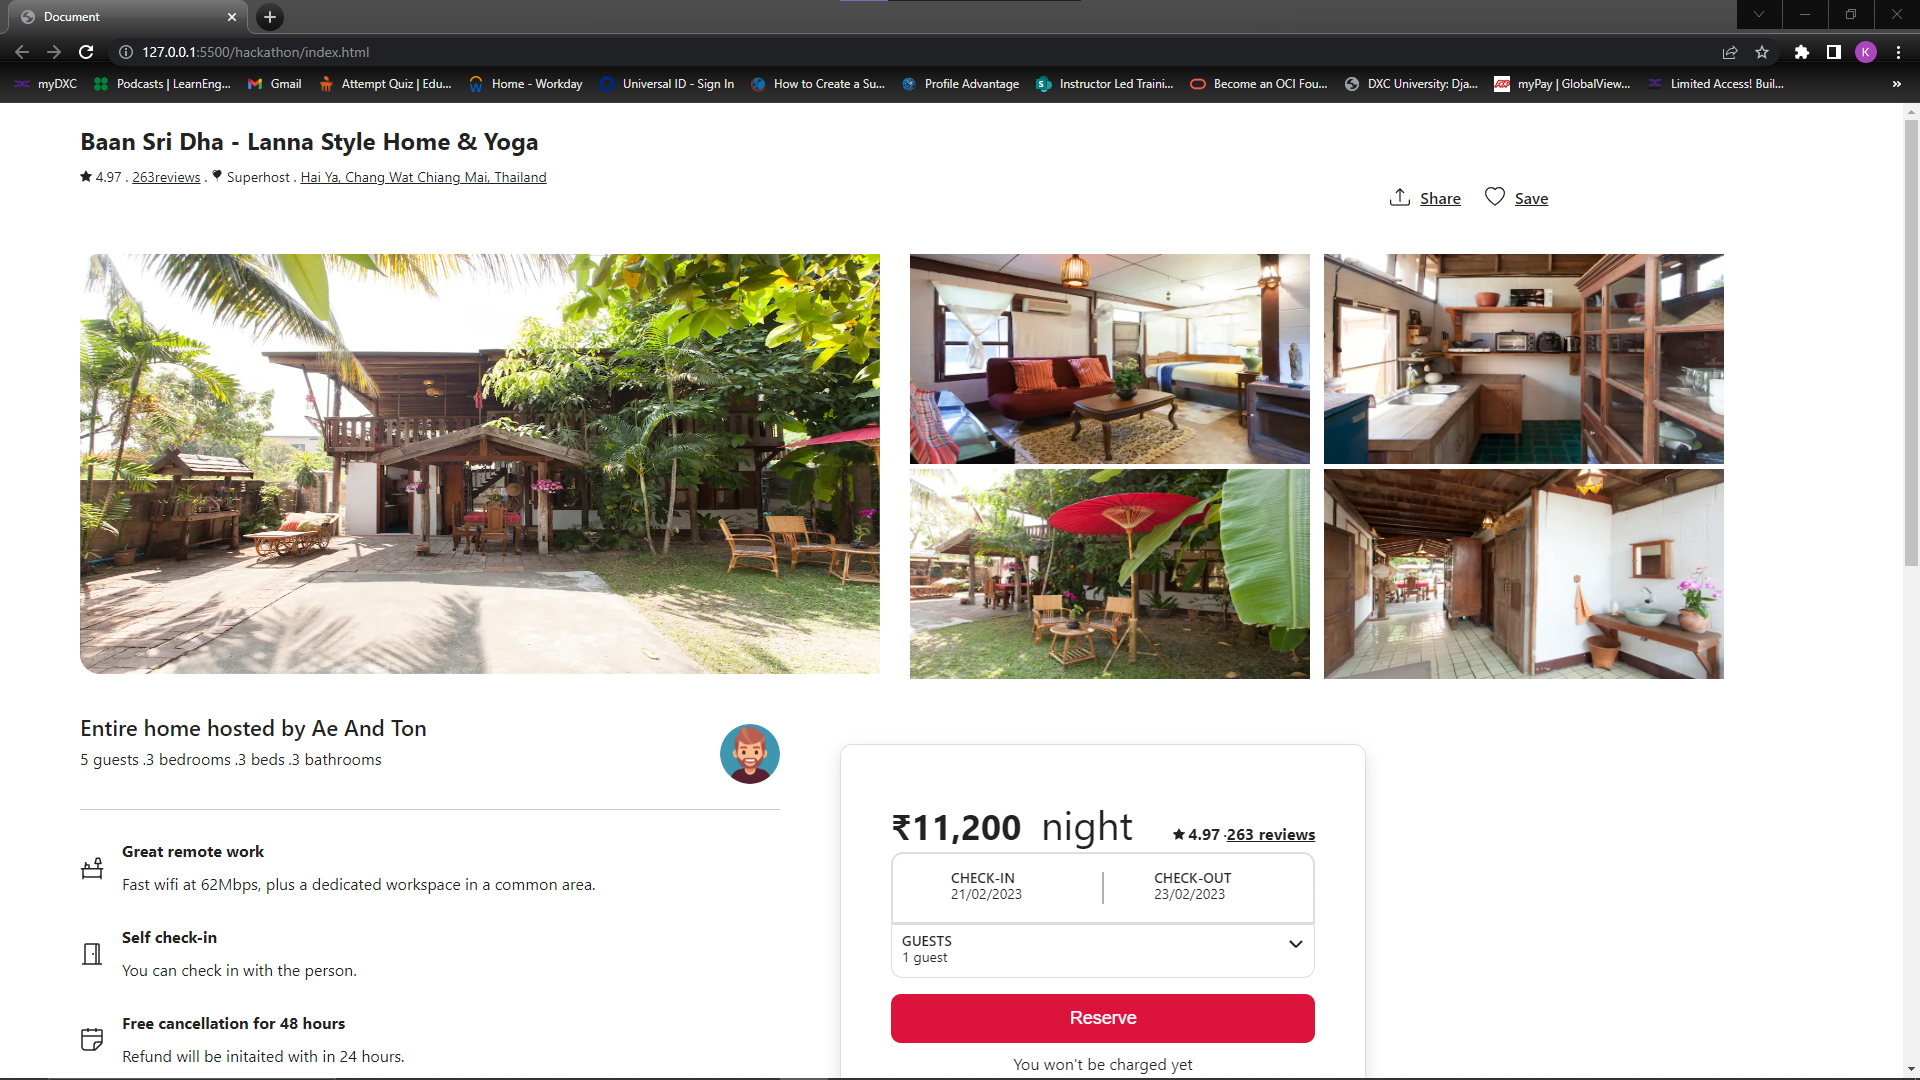 Document
127.0.0.1:5500/hackathon/index.html
K
myDXC
Podcasts | LearnEng...
Gmail
Attempt Quiz | Edu...
Home - Workday
Universal ID - Sign In
How to Create a Su...
Profile Advantage
Instructor Led Traini...
Become an OCI Fou...
DXC University: Dja...
myPay | GlobalView...
Limited Access! Buil...
Baan Sri Dha - Lanna Style Home & Yoga
4.97 . 263reviews . Superhost . Hai Ya, Chang Wat Chiang Mai, Thailand
Share Save
Entire home hosted by Ae And Ton
5 guests .3 bedrooms .3 beds .3 bathrooms
Great remote work
Fast wifi at 62Mbps, plus a dedicated workspace in a common area.
Self check-in
You can check in with the person.
Free cancellation for 48 hours
Refund will be initaited with in 24 hours.
₹11,200 night 4.97 ·263 reviews
CHECK-IN
21/02/2023
CHECK-OUT
23/02/2023
GUESTS
1 guest
Reserve
You won't be charged yet